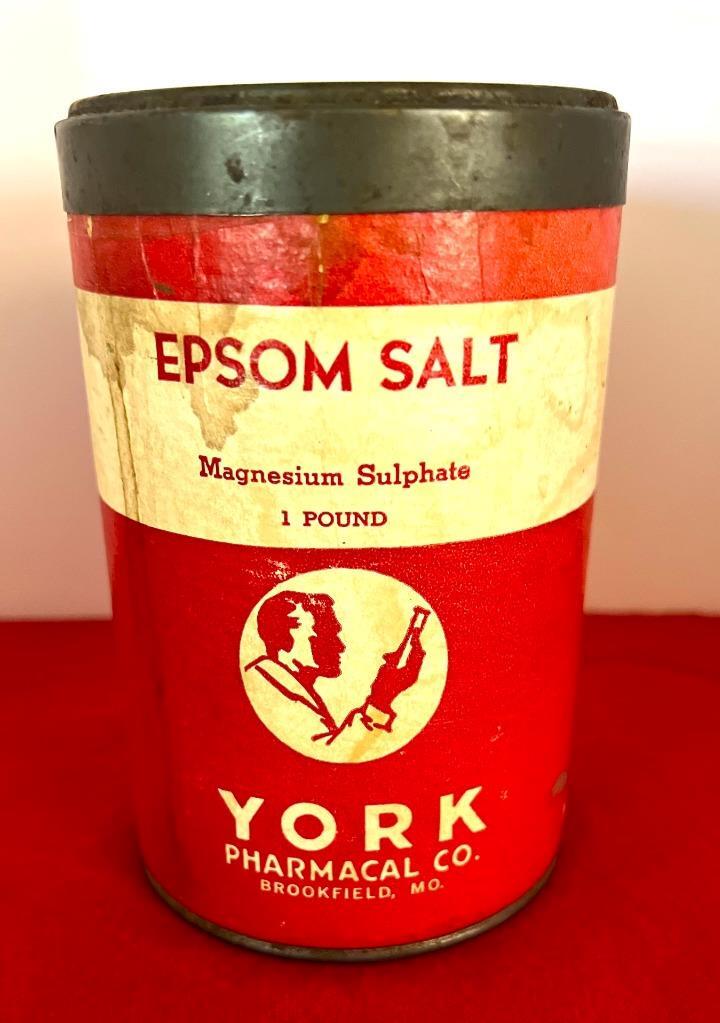 EPSOM SALT
Magnesium Sulphate
1 POUND
YORK
PHARMACAL CO.
BROOKFIELD, MO.